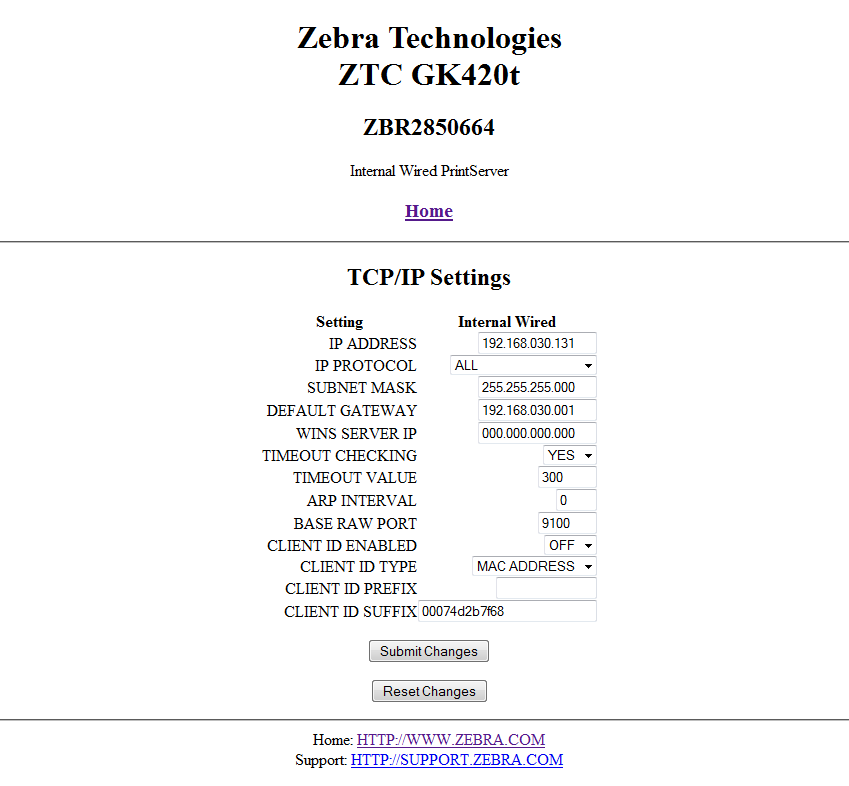 Zebra Technologies
ZTC GK420t
ZBR2850664
Internal Wired PrintServer
Home
TCP/IP Settings
Setting Internal Wired
IP ADDRESS 192.168.030.131
IP PROTOCOL ALL
SUBNET MASK 255.255.255.000
DEFAULT GATEWAY 192.168.030.001
WINS SERVER IP 000.000.000.000
TIMEOUT CHECKING YES
TIMEOUT VALUE 300
ARP INTERVAL 0
BASE RAW PORT 9100
CLIENT ID ENABLED OFF
CLIENT ID TYPE MAC ADDRESS
CLIENT ID PREFIX
CLIENT ID SUFFIX 00074d2b7f68
Submit Changes
Reset Changes
Home: HTTP://WWW.ZEBRA.COM
Support: HTTP://SUPPORT.ZEBRA.COM